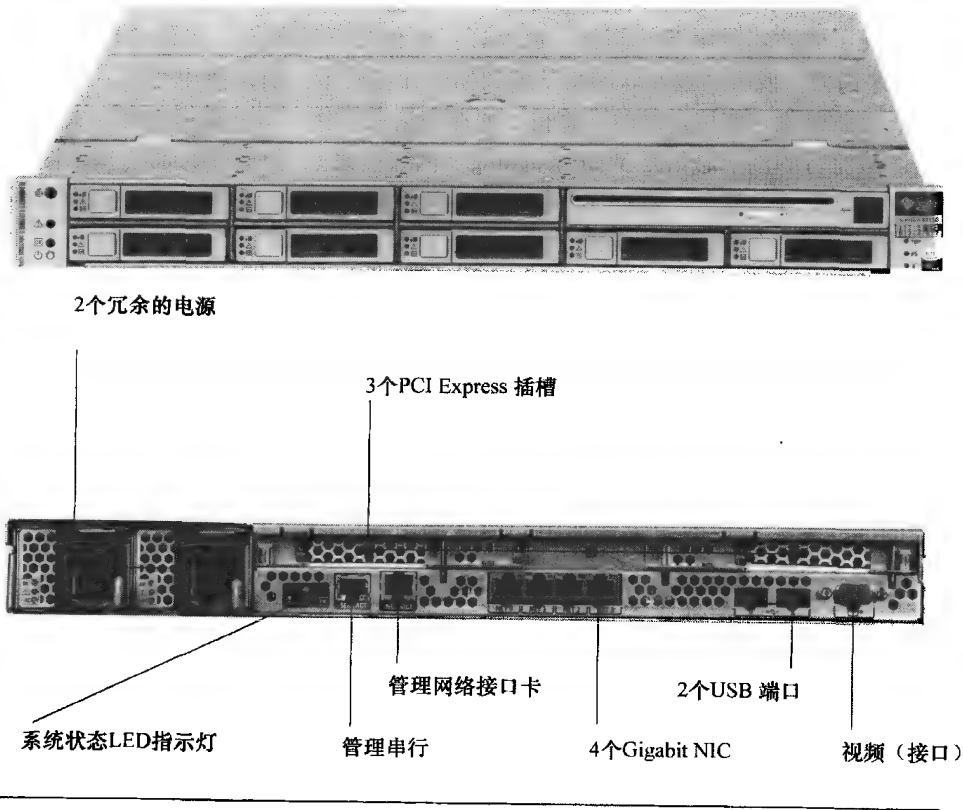 2个冗余的电源
3个PCI Express 插槽
管理网络接口卡
2个USB 端口
系统状态LED指示灯
管理串行
4个Gigabit NIC
视频（接口）